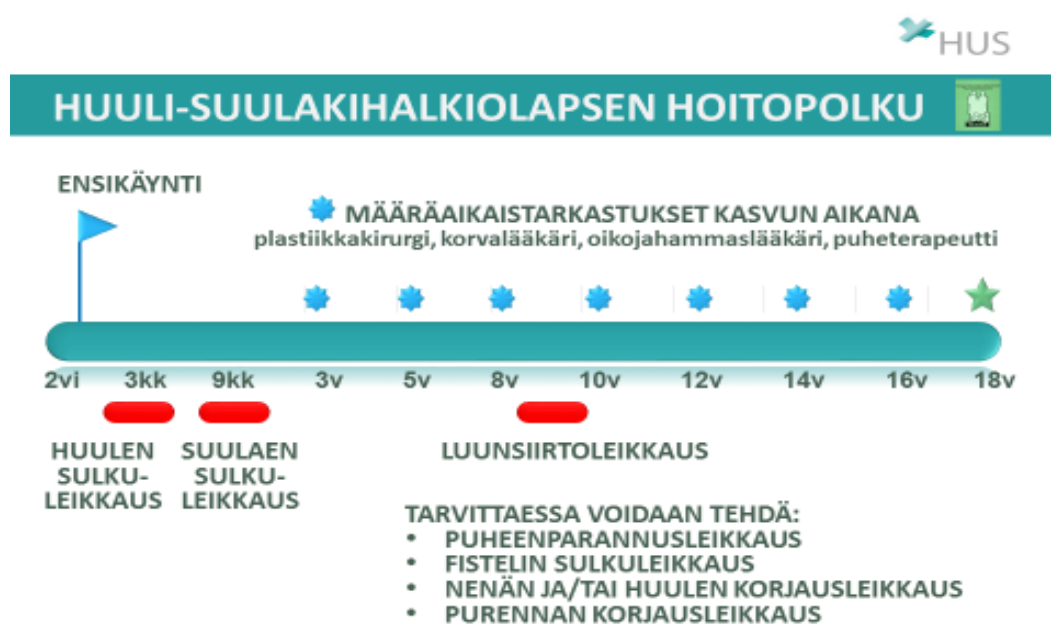 HUS
HUULI-SUULAKIHALKIOLAPSEN HOITOPOLKU
ENSIKÄYNTI
MÄÄRÄAIKAISTARKASTUKSET KASVUN AIKANA
plastiikkakirurgi, korvalääkäri, oikojahammaslääkäri, puheterapeutti
2vi 3kk 9kk 3v 5v 8v 10v 12v 14v 16v 18v
HUULEN
SULKU-
LEIKKAUS
SUULAEN
SULKU-
LEIKKAUS
LUUNSIIRTOLEIKKAUS
TARVITTAESSA VOIDAAN TEHDÄ:
• PUHEENPARANNUSLEIKKAUS
• FISTELIN SULKULEIKKAUS
• NENÄN JA/TAI HUULEN KORJAUSLEIKKAUS
• PURENNAN KORJAUSLEIKKAUS